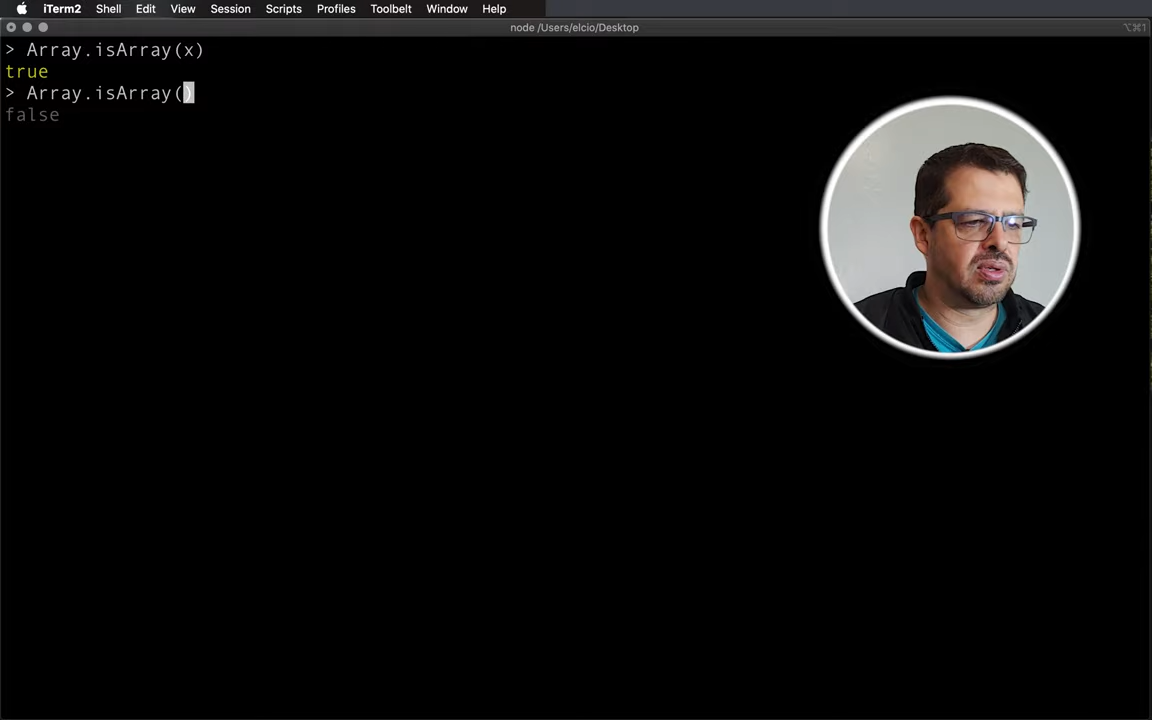 iTerm2 Shell Edit View Session Scripts Profiles Toolbelt Window Help
node /Users/elcio/Desktop
⌥⌘1
> Array.isArray(x)
true
> Array.isArray()
false